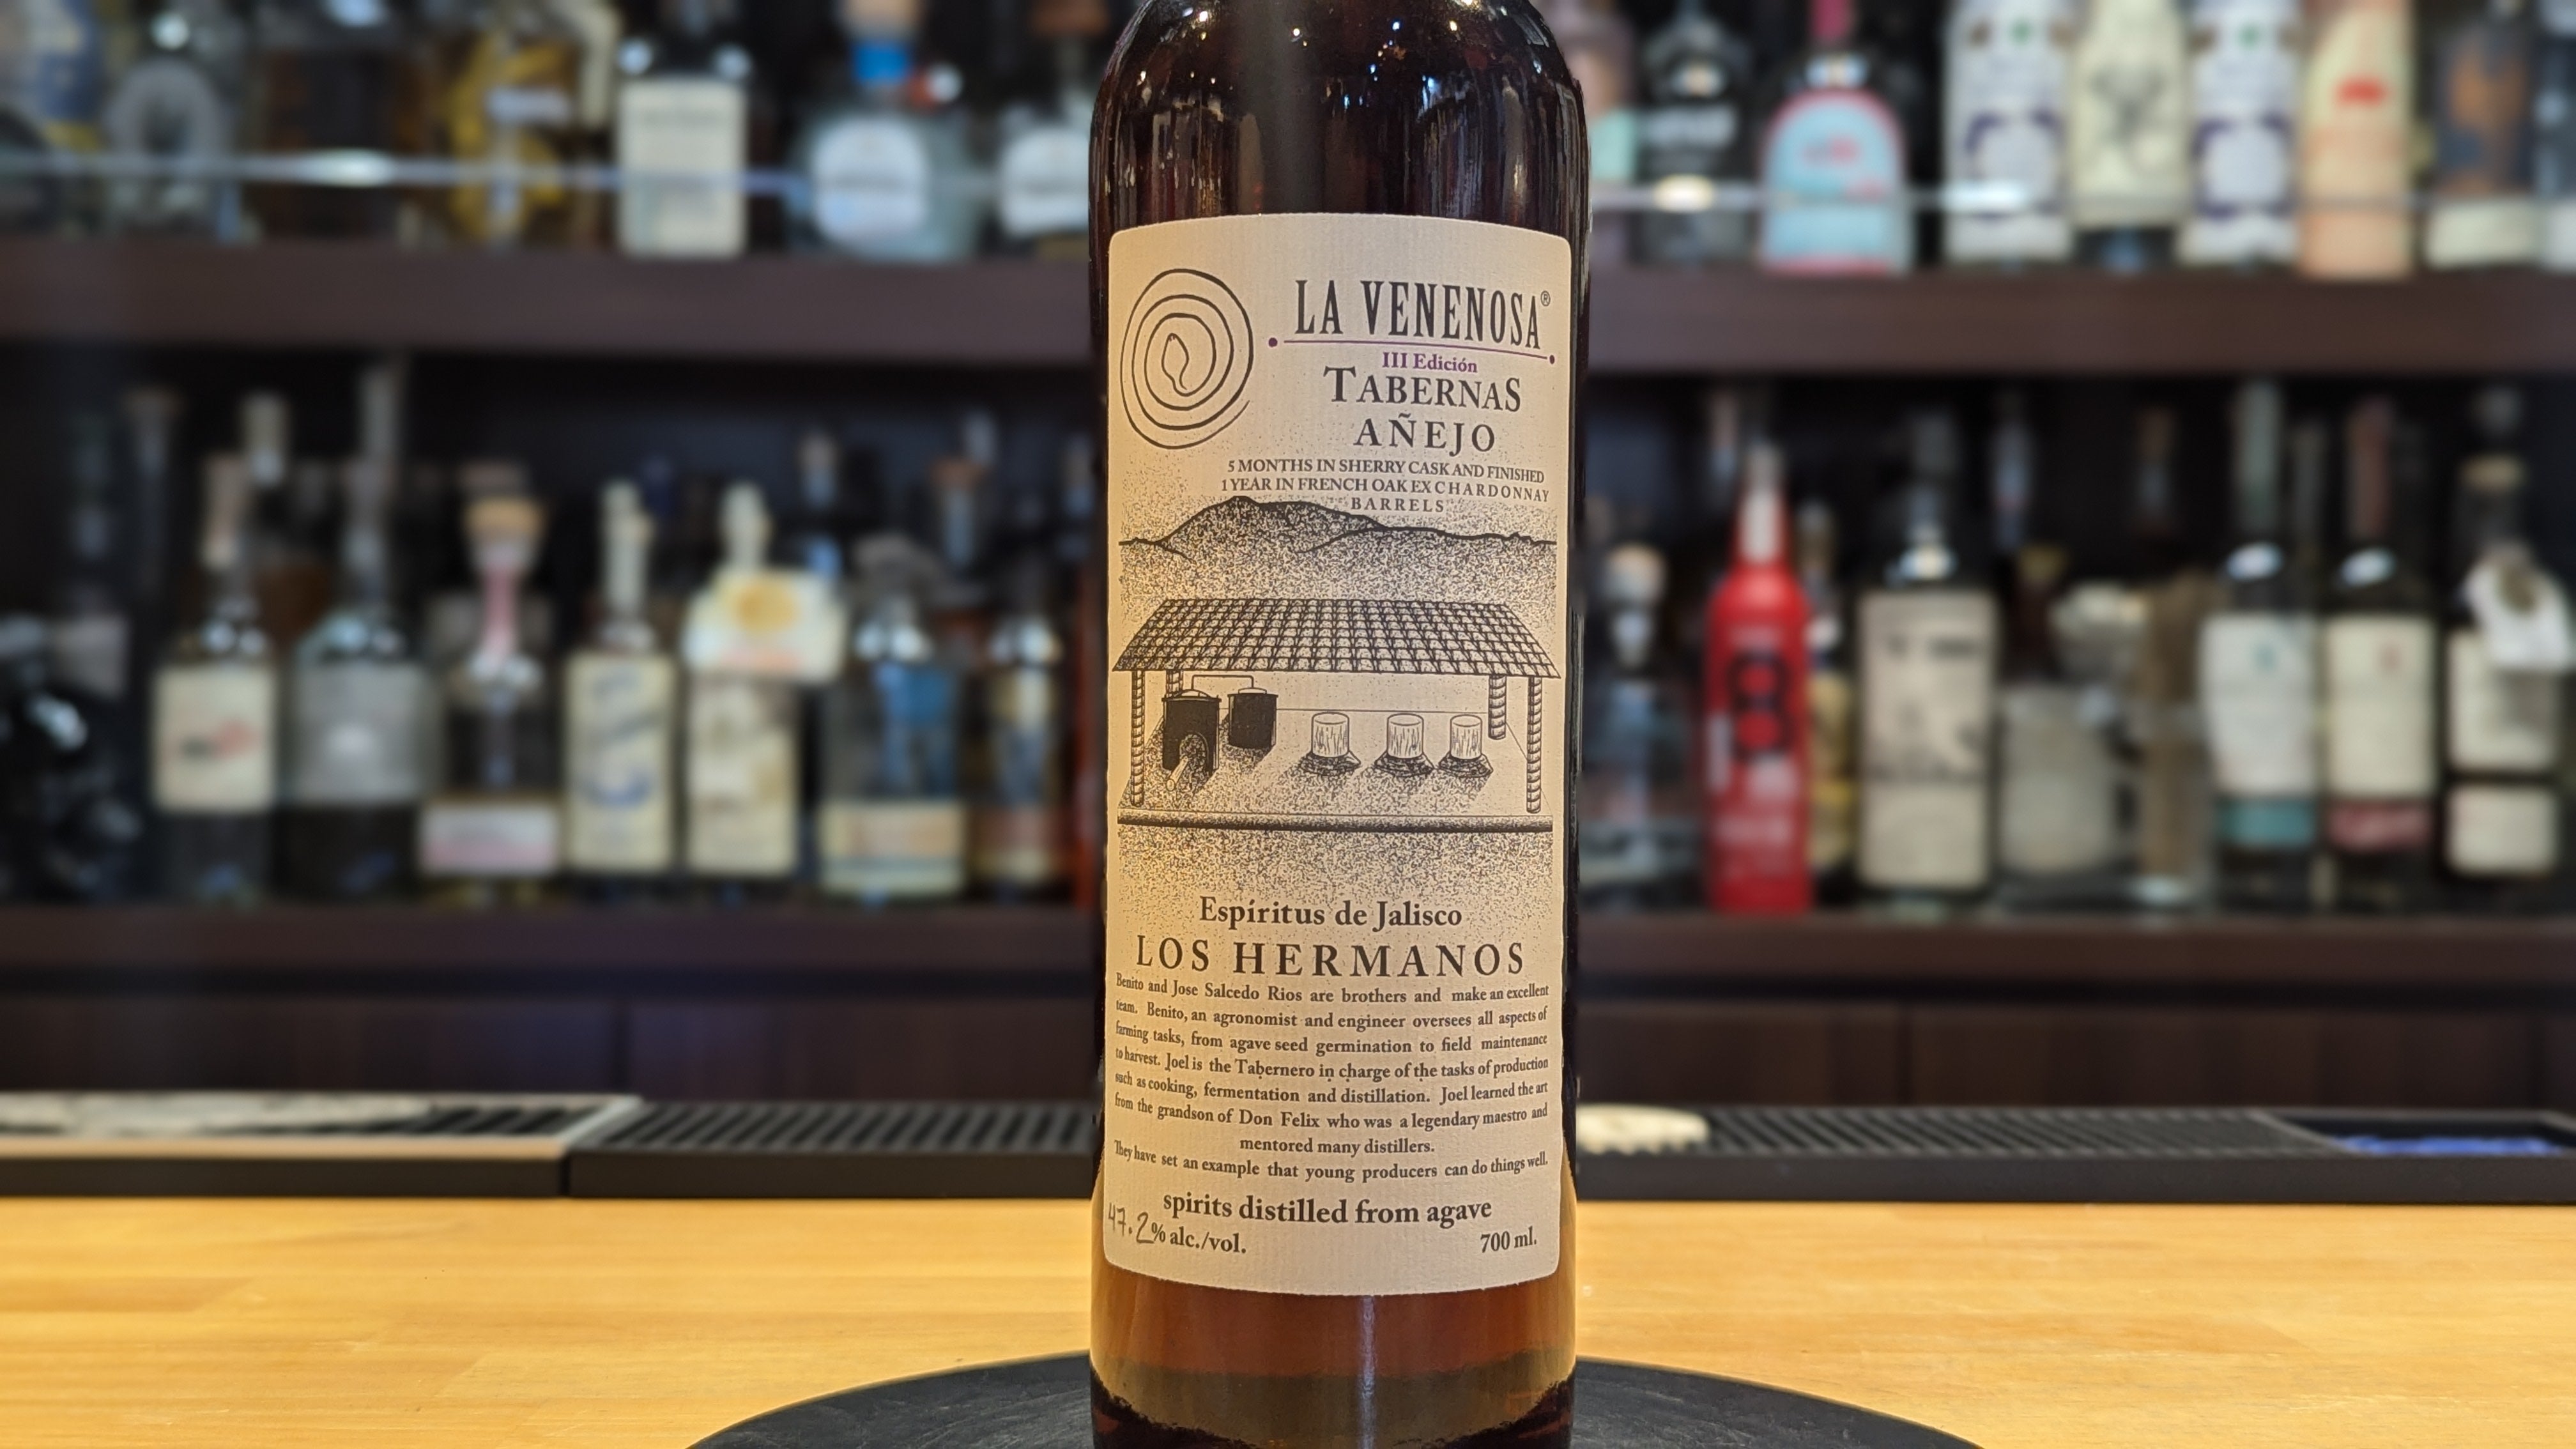 LA VENENOSA®
III Edición
TABERNAS
AÑEJO
5 MONTHS IN SHERRY CASK AND FINISHED
1 YEAR IN FRENCH OAK EX CHARDONNAY
BARRELS
Espíritus de Jalisco
LOS HERMANOS
Benito and Jose Salcedo Rios are brothers and make an excellent
team. Benito, an agronomist and engineer oversees all aspects of
farming tasks, from agave seed germination to field maintenance
to harvest. Joel is the Tabernero in charge of the tasks of production
such as cooking, fermentation and distillation. Joel learned the art
from the grandson of Don Felix who was a legendary maestro and
mentored many distillers.
They have set an example that young producers can do things well.
spirits distilled from agave
47.2% alc./vol.
700 ml.